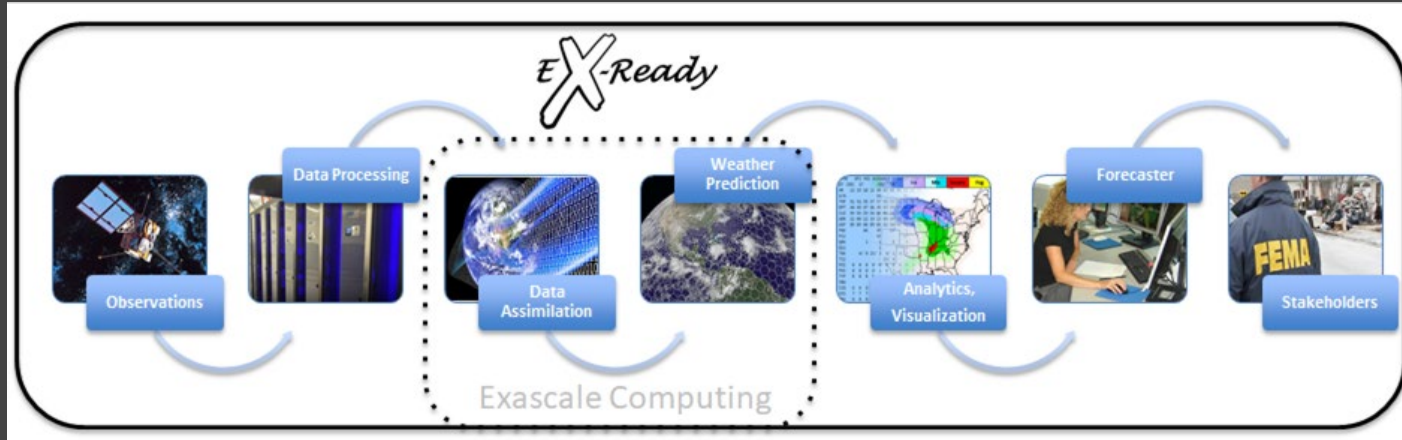 EX-Ready
Data Processing
Weather
Prediction
Forecaster
Observations
Data
Assimilation
Analytics,
Visualization
FEMA
Stakeholders
Exascale Computing